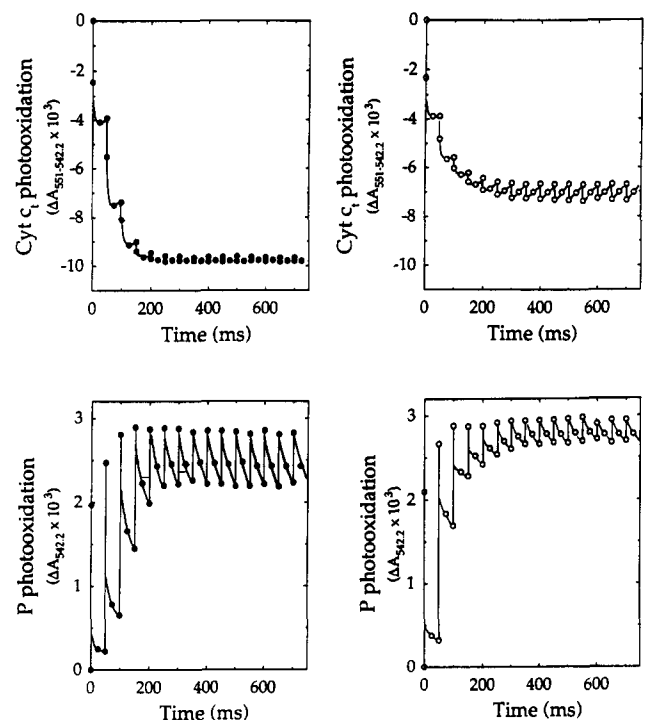 0
-2
-4
-6
-8
-10
Cyt c_t photooxidation
(ΔA_551-542.2 x 10^3)
0 200 400 600
Time (ms)
0
-2
-4
-6
-8
-10
Cyt c_t photooxidation
(ΔA_551-542.2 x 10^3)
0 200 400 600
Time (ms)
3
2
1
0
P photooxidation
(ΔA_542.2 x 10^3)
0 200 400 600
Time (ms)
3
2
1
0
P photooxidation
(ΔA_542.2 x 10^3)
0 200 400 600
Time (ms)